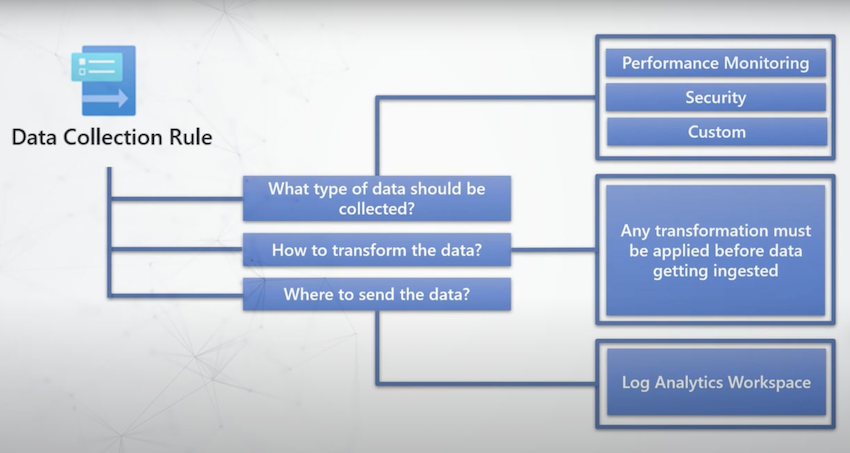 Data Collection Rule
What type of data should be
collected?
How to transform the data?
Where to send the data?
Performance Monitoring
Security
Custom
Any transformation must
be applied before data
getting ingested
Log Analytics Workspace